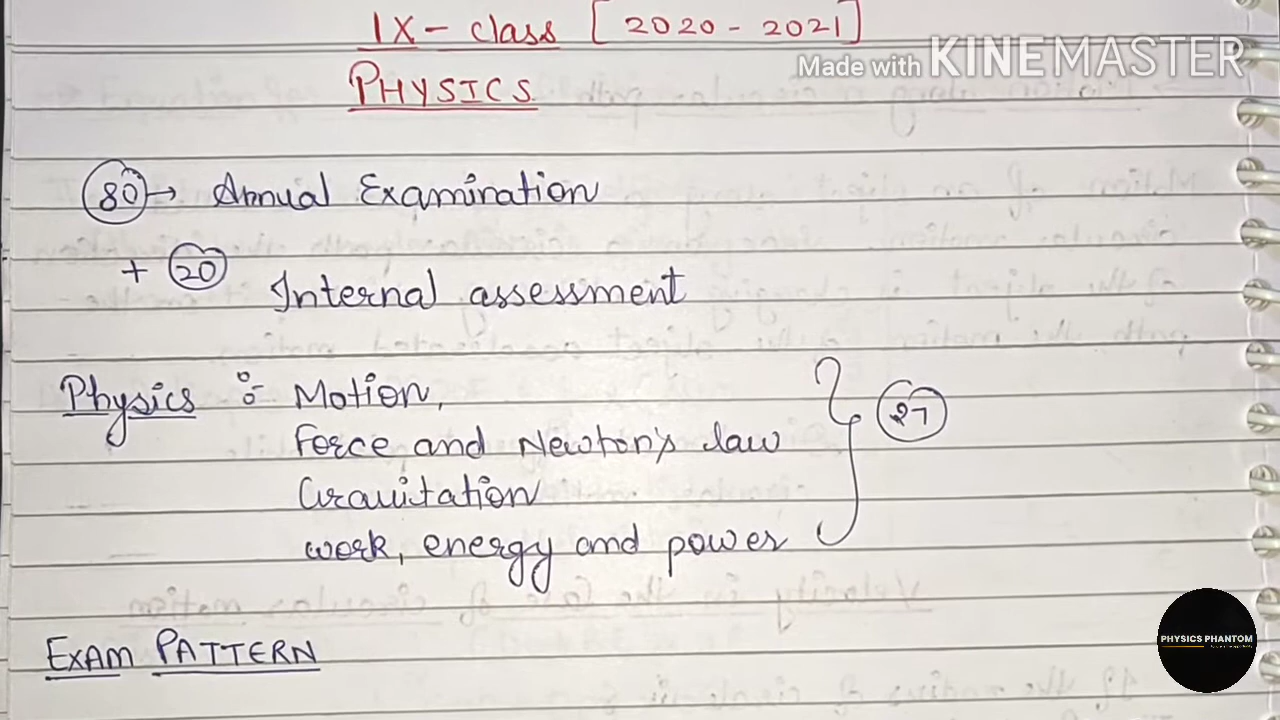 IX - class [2020 - 2021]
Made with KINEMASTER
PHYSICS
80 → Annual Examination
+ 20 Internal assessment
Physics : Motion,
Force and Newton's law
Gravitation
work, energy and power
27
EXAM PATTERN
PHYSICS PHANTOM